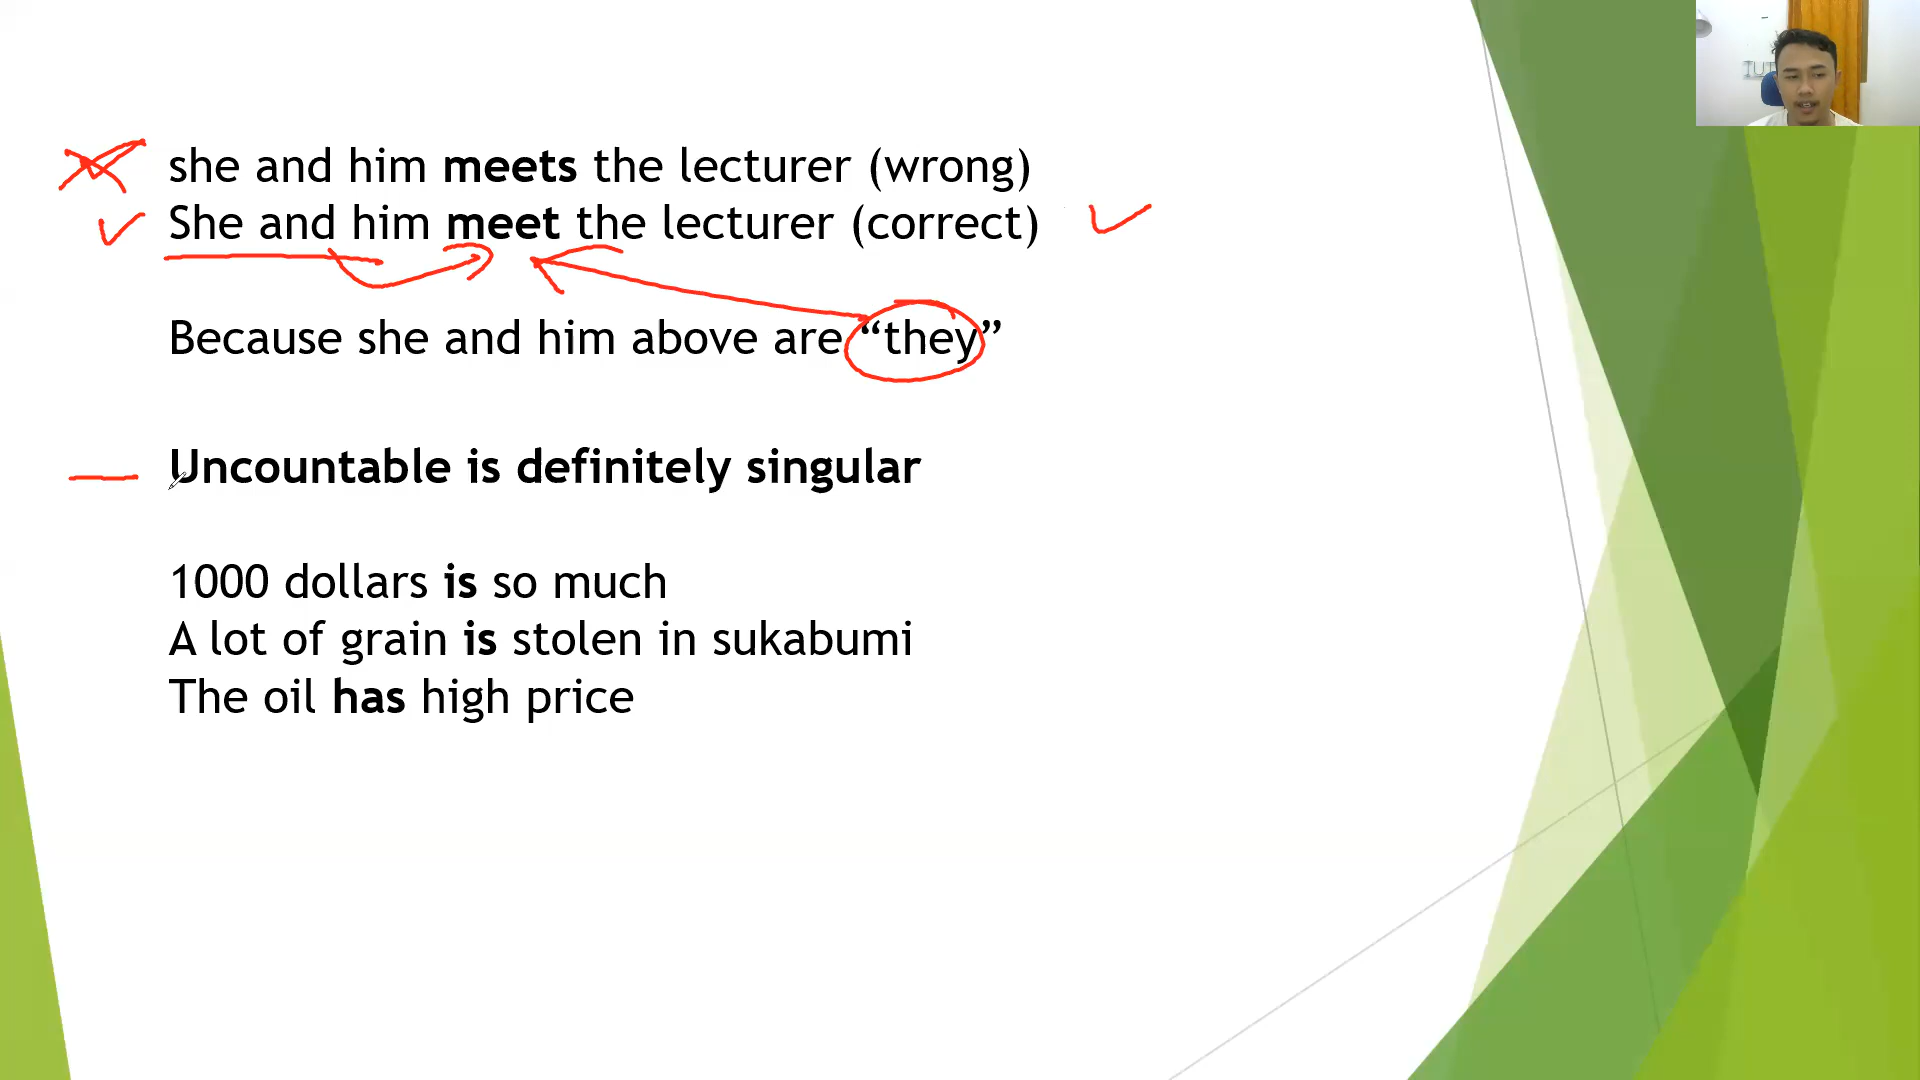 she and him meets the lecturer (wrong)
She and him meet the lecturer (correct)
Because she and him above are “they”
Uncountable is definitely singular
1000 dollars is so much
A lot of grain is stolen in sukabumi
The oil has high price